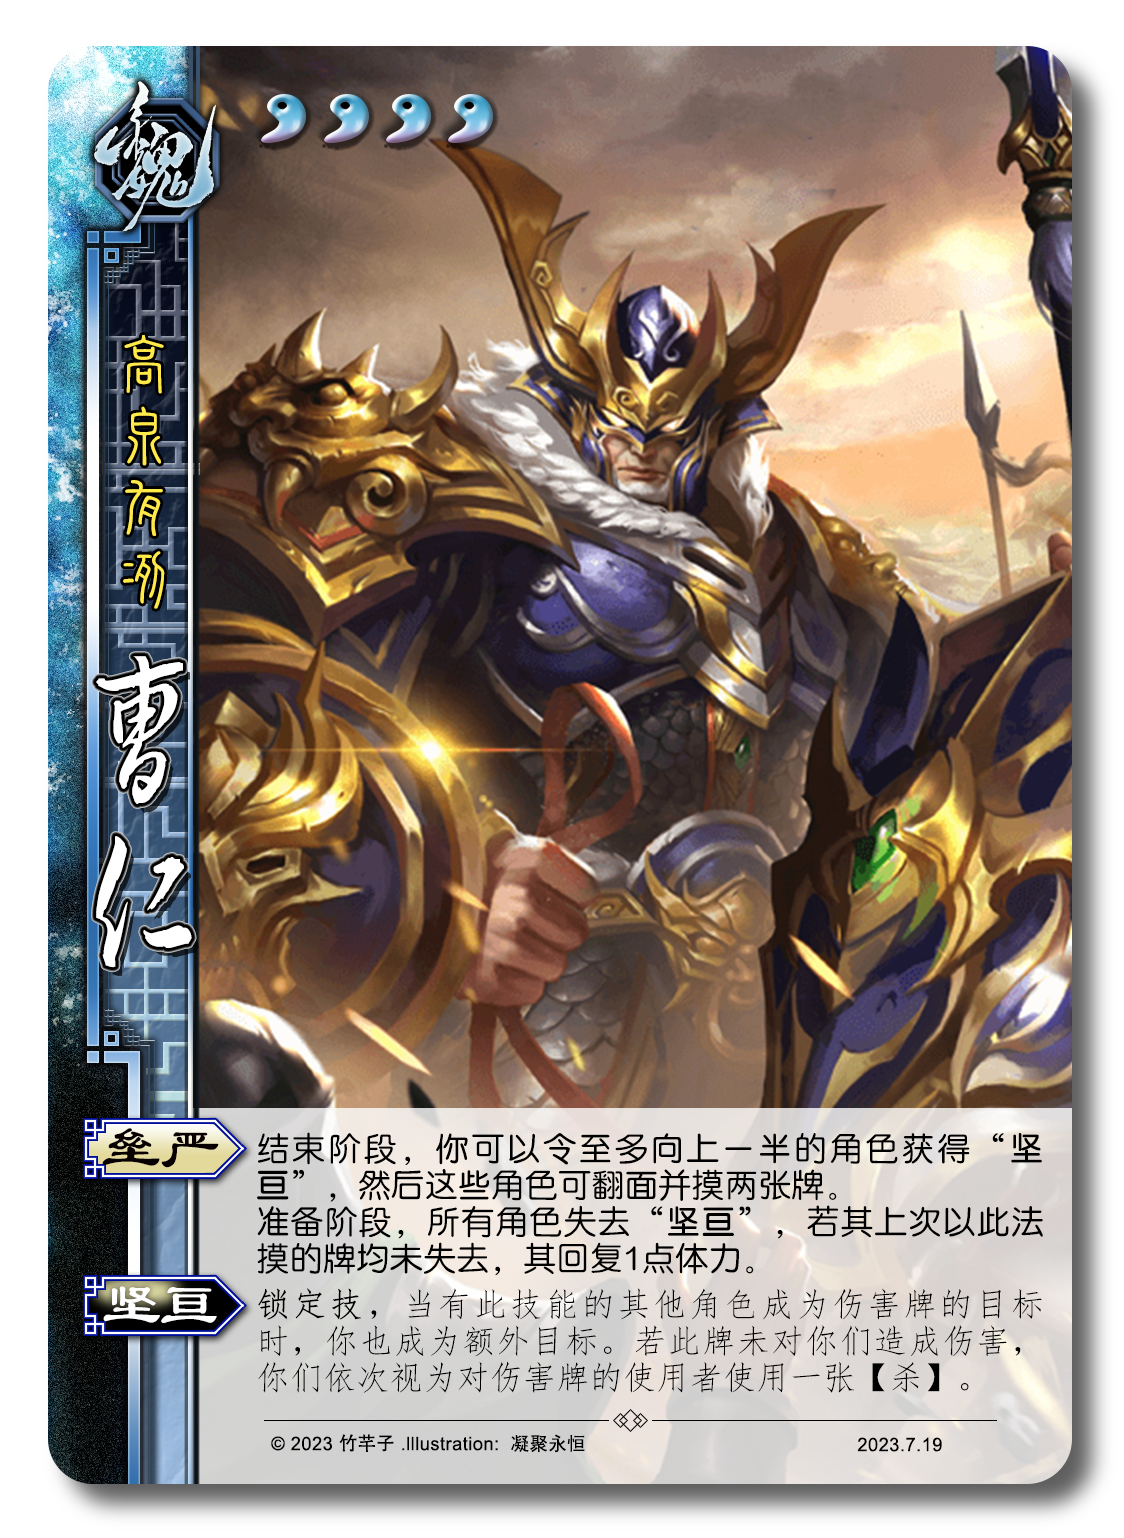 魏
高泉有泐
曹仁
垒严
结束阶段，你可以令至多向上一半的角色获得“坚
亘”，然后这些角色可翻面并摸两张牌。
准备阶段，所有角色失去“坚亘”，若其上次以此法
摸的牌均未失去，其回复1点体力。
坚亘
锁定技，当有此技能的其他角色成为伤害牌的目标
时，你也成为额外目标。若此牌未对你们造成伤害，
你们依次视为对伤害牌的使用者使用一张【杀】。
© 2023 竹芊子 .Illustration: 凝聚永恒
2023.7.19